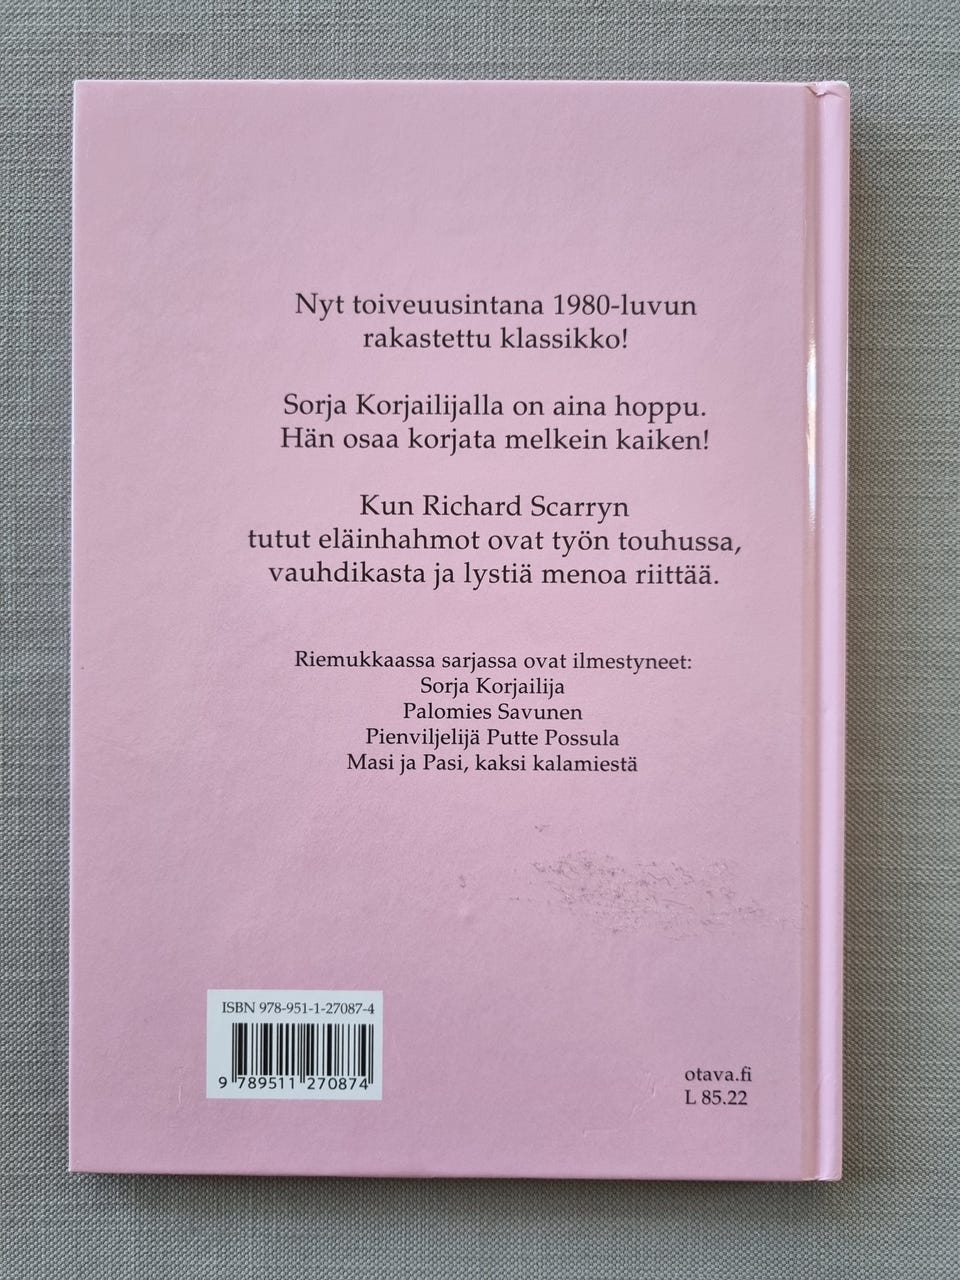 Nyt toiveuusintana 1980-luvun
rakastettu klassikko!
Sorja Korjailijalla on aina hoppu.
Hän osaa korjata melkein kaiken!
Kun Richard Scarryn
tutut eläinhahmot ovat työn touhussa,
vauhdikasta ja lystiä menoa riittää.
Riemukkaassa sarjassa ovat ilmestyneet:
Sorja Korjailija
Palomies Savunen
Pienviljelijä Putte Possula
Masi ja Pasi, kaksi kalamiestä
ISBN 978-951-1-27087-4
9 789511 270874
otava.fi
L 85.22